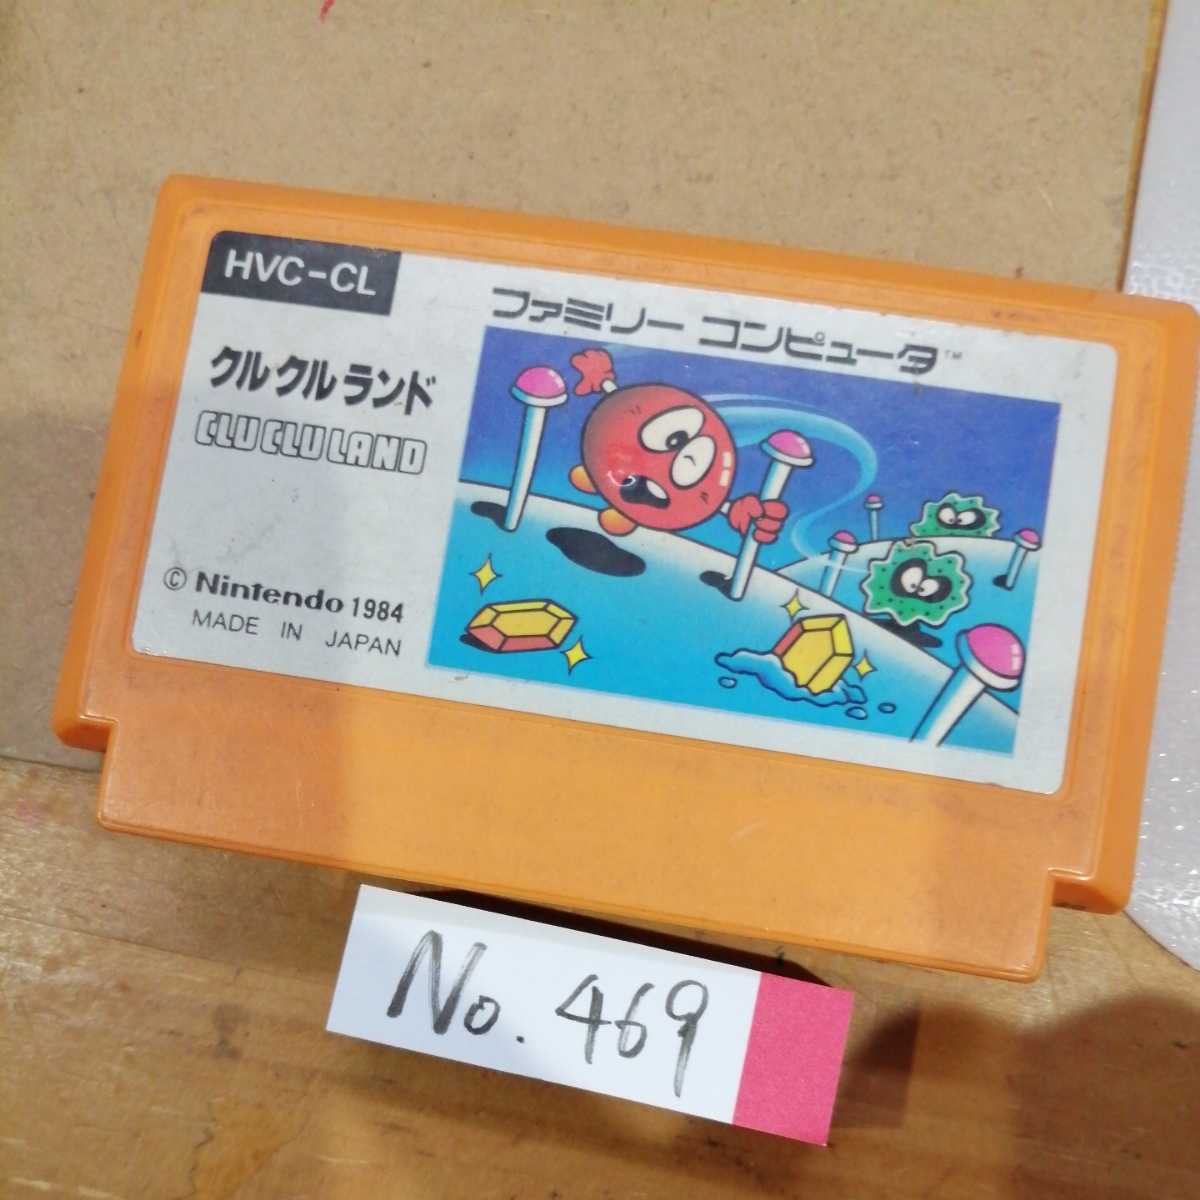 HVC-CL
ファミリー コンピュータ™
クルクルランド
CLU CLU LAND
© Nintendo 1984
MADE IN JAPAN
No. 469